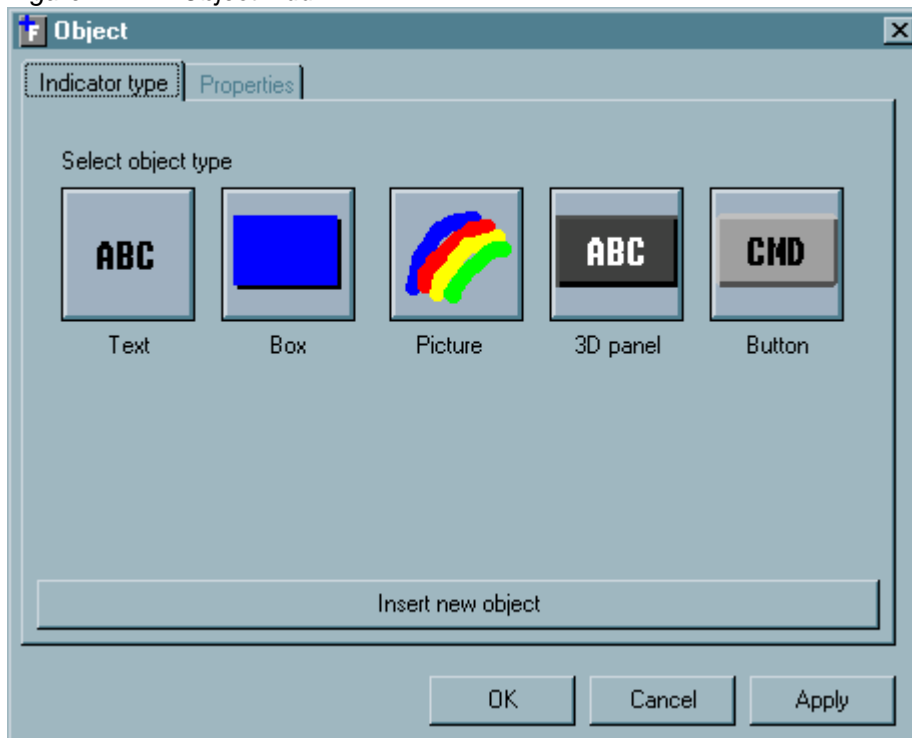 Object
Indicator type Properties
Select object type
ABC ABC CMD
Text Box Picture 3D panel Button
Insert new object
OK Cancel Apply